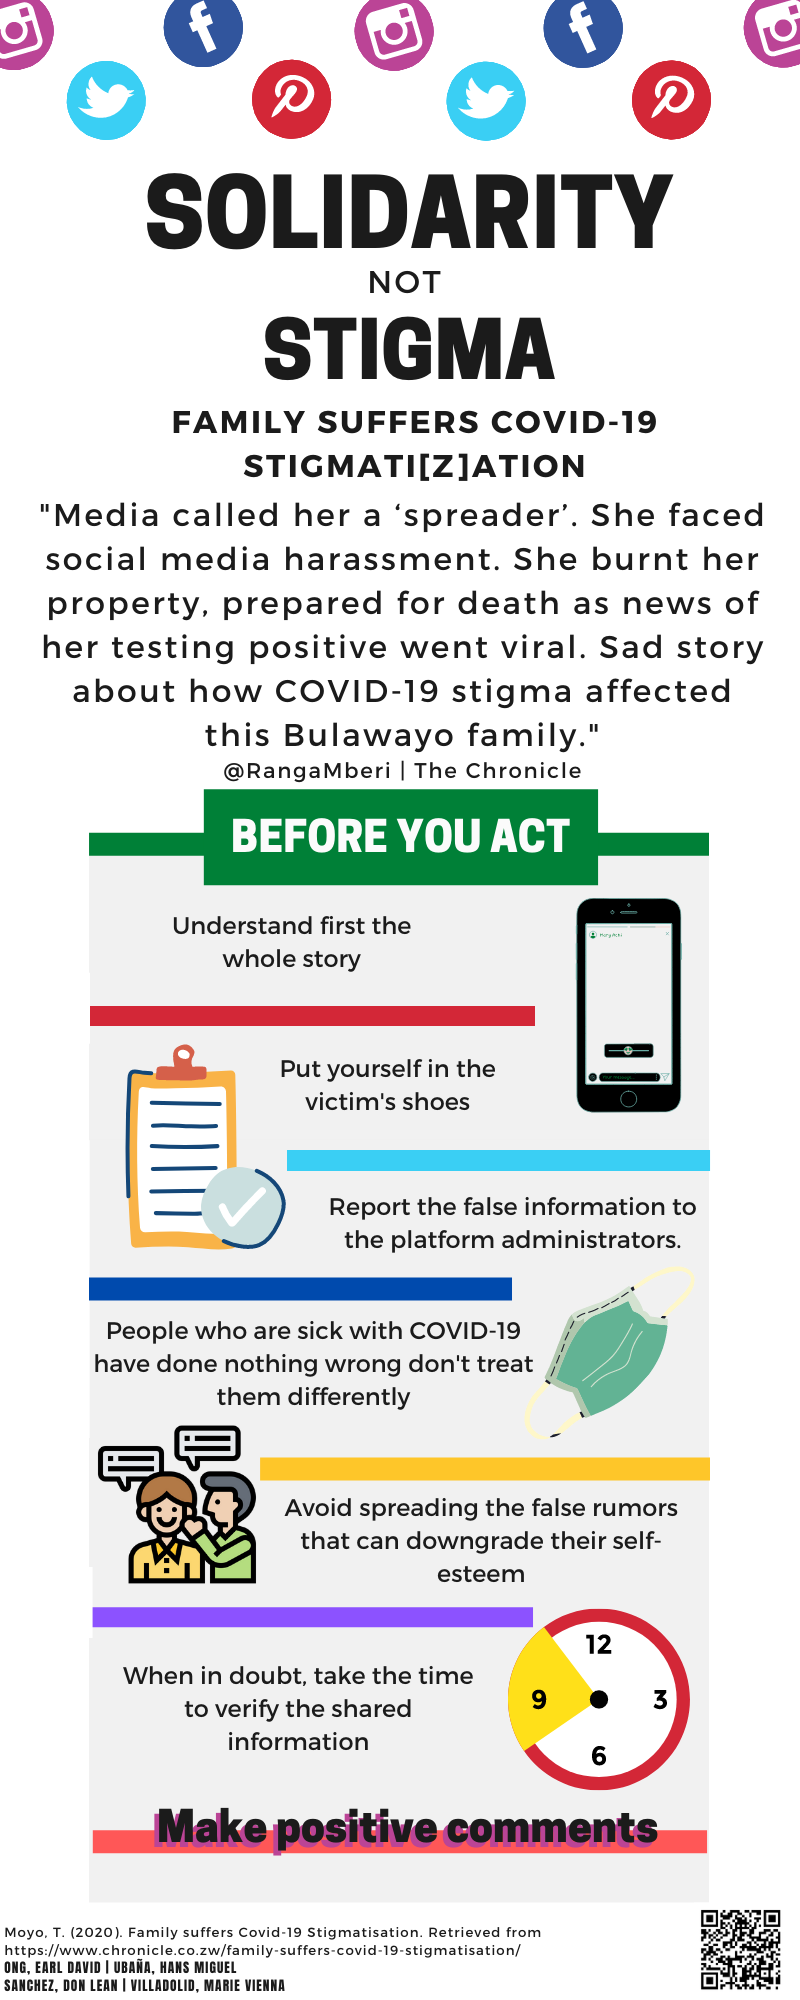 SOLIDARITY
NOT
STIGMA
FAMILY SUFFERS COVID-19
STIGMATI[Z]ATION
"Media called her a ‘spreader’. She faced
social media harassment. She burnt her
property, prepared for death as news of
her testing positive went viral. Sad story
about how COVID-19 stigma affected
this Bulawayo family."
@RangaMberi | The Chronicle
BEFORE YOU ACT
Understand first the
whole story
Put yourself in the
victim's shoes
Report the false information to
the platform administrators.
People who are sick with COVID-19
have done nothing wrong don't treat
them differently
Avoid spreading the false rumors
that can downgrade their self-
esteem
When in doubt, take the time
to verify the shared
information
12
9
3
6
Make positive comments
Moyo, T. (2020). Family suffers Covid-19 Stigmatisation. Retrieved from
https://www.chronicle.co.zw/family-suffers-covid-19-stigmatisation/
ONG, EARL DAVID | UBAÑA, HANS MIGUEL
SANCHEZ, DON LEAN | VILLADOLID, MARIE VIENNA